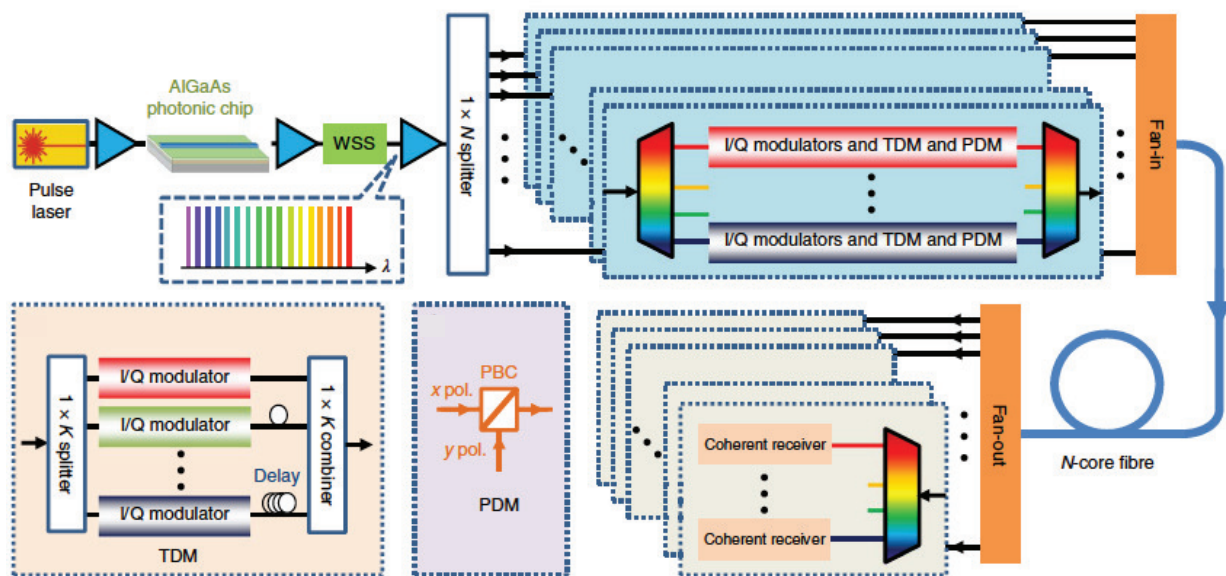 AlGaAs
photonic chip
Pulse
laser
WSS
λ
1 × N splitter
I/Q modulators and TDM and PDM
I/Q modulators and TDM and PDM
Fan-in
1 × K splitter
I/Q modulator
I/Q modulator
Delay
I/Q modulator
1 × K combiner
TDM
PBC
x pol.
y pol.
PDM
Coherent receiver
Coherent receiver
Fan-out
N-core fibre